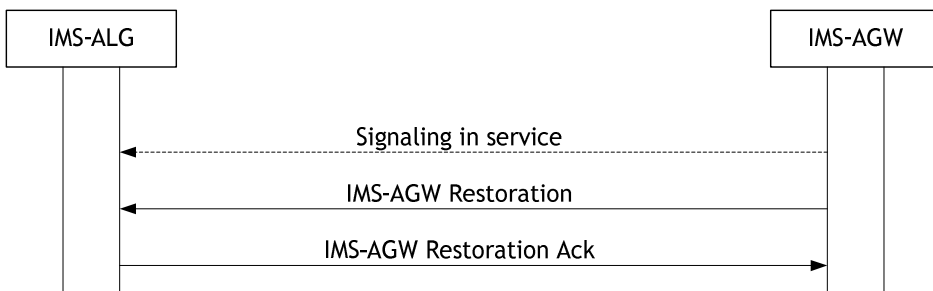 IMS-ALG
IMS-AGW
Signaling in service
IMS-AGW Restoration
IMS-AGW Restoration Ack